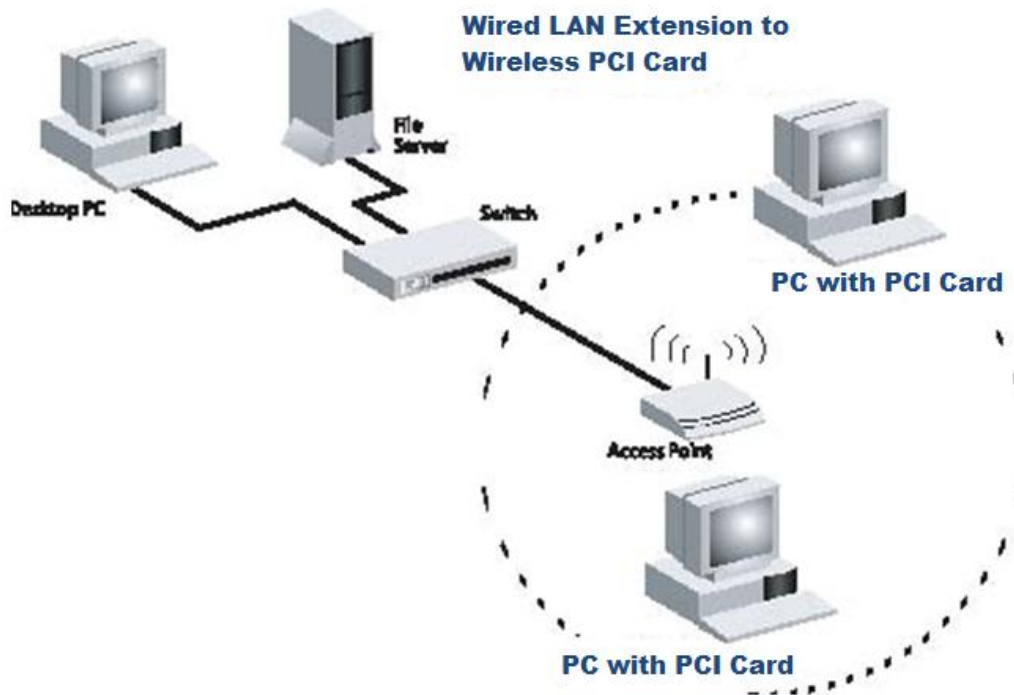 Wired LAN Extension to
Wireless PCI Card
File
Server
Desktop PC
Switch
PC with PCI Card
Access Point
PC with PCI Card